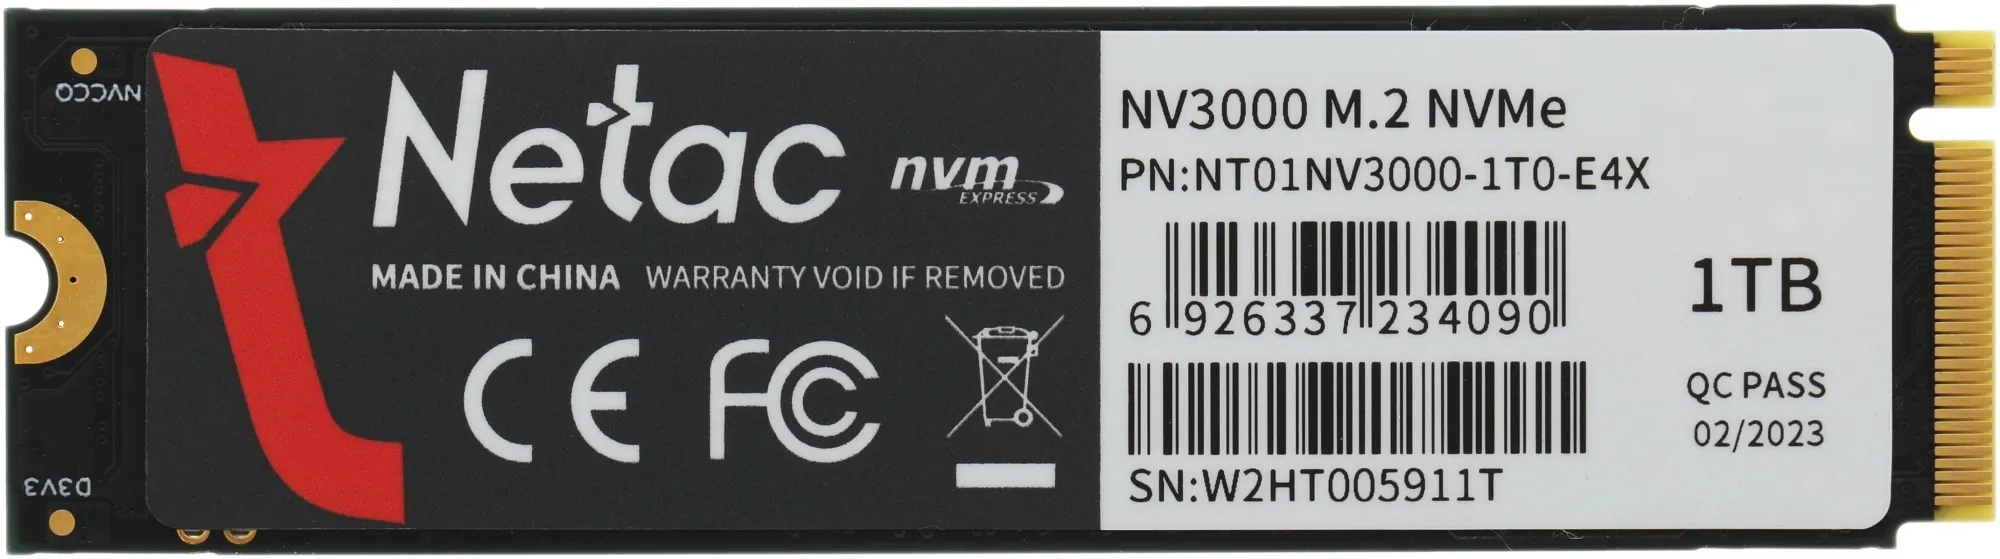 NVCCQ
D3V3
Netac
nvm
EXPRESS
MADE IN CHINA WARRANTY VOID IF REMOVED
CE FC
NV3000 M.2 NVMe
PN:NT01NV3000-1T0-E4X
6 926337 234090
1TB
QC PASS
02/2023
SN:W2HT005911T